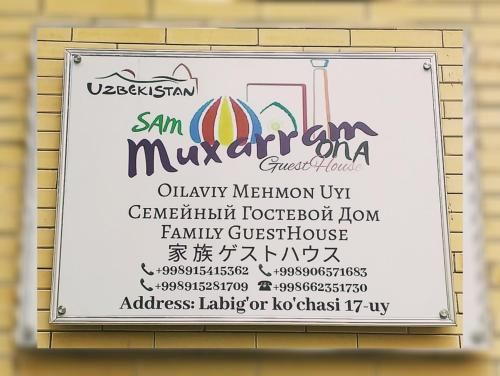 UZBEKISTAN
SAM
Muxarram
ONA
GuestHouse
OILAVIY MEHMON UYI
СЕМЕЙНЫЙ ГОСТЕВОЙ ДОМ
FAMILY GUESTHOUSE
家族ゲストハウス
+998915415362 +998906571683
+998915281709 +998662351730
Address: Labig'or ko'chasi 17-uy